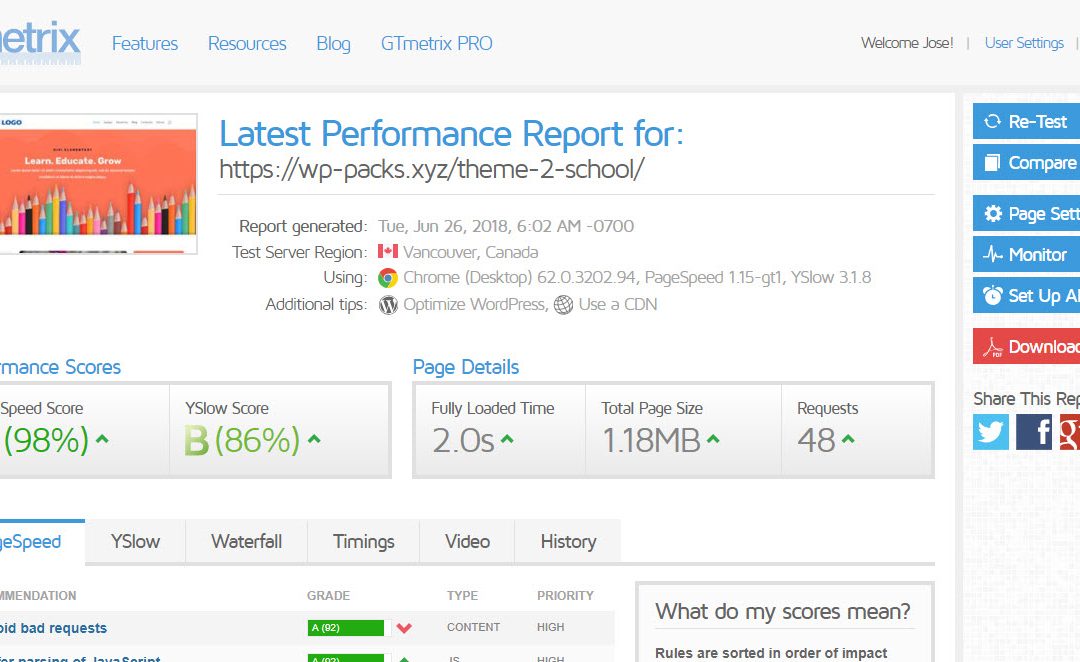 etrix
Features
Resources
Blog
GTmetrix PRO
Welcome Jose! | User Settings |
LOGO
Learn. Educate. Grow
Latest Performance Report for:
https://wp-packs.xyz/theme-2-school/
Report generated: Tue, Jun 26, 2018, 6:02 AM -0700
Test Server Region: Vancouver, Canada
Using: Chrome (Desktop) 62.0.3202.94, PageSpeed 1.15-gt1, YSlow 3.1.8
Additional tips: Optimize WordPress, Use a CDN
Re-Test
Compare
Page Sett
Monitor
Set Up Al
PDF Download
Share This Rep
rmance Scores
Speed Score
(98%)
YSlow Score
B (86%)
Page Details
Fully Loaded Time
2.0s
Total Page Size
1.18MB
Requests
48
geSpeed
YSlow
Waterfall
Timings
Video
History
MMENDATION GRADE TYPE PRIORITY
oid bad requests A (92) CONTENT HIGH
fer parsing of JavaScript A (92) JS HIGH
What do my scores mean?
Rules are sorted in order of impact